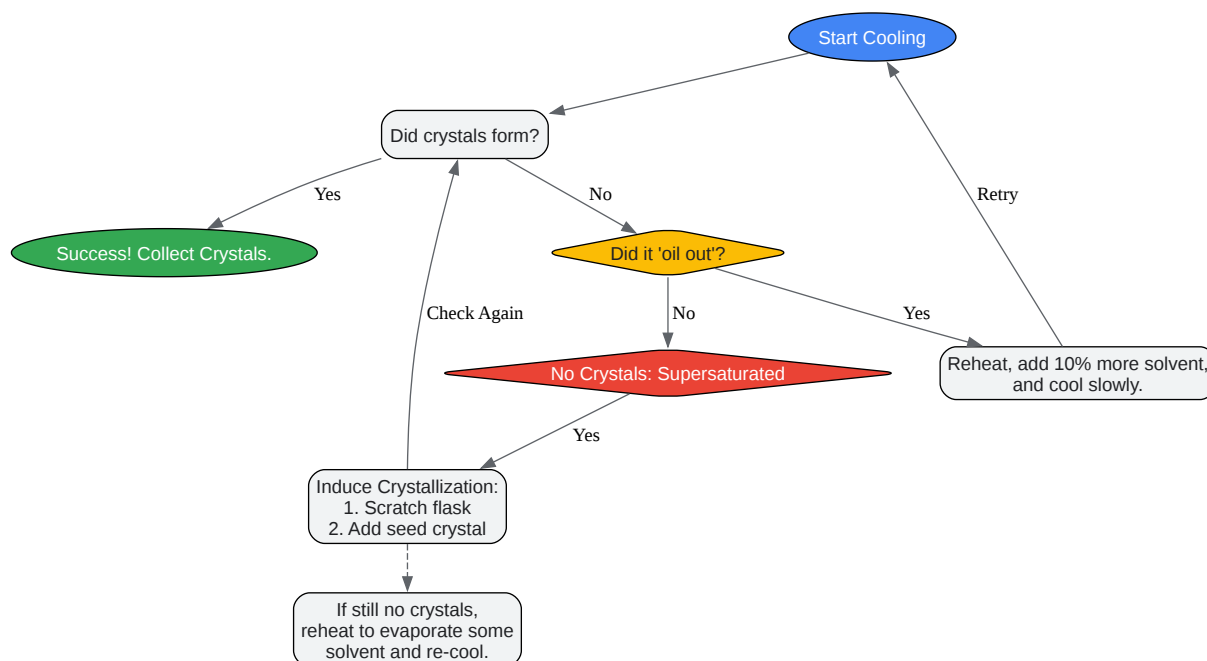 Start Cooling
Did crystals form?
Yes
No
Retry
Success! Collect Crystals.
Did it 'oil out'?
Check Again
No
Yes
No Crystals: Supersaturated
Reheat, add 10% more solvent,
and cool slowly.
Yes
Induce Crystallization:
1. Scratch flask
2. Add seed crystal
If still no crystals,
reheat to evaporate some
solvent and re-cool.